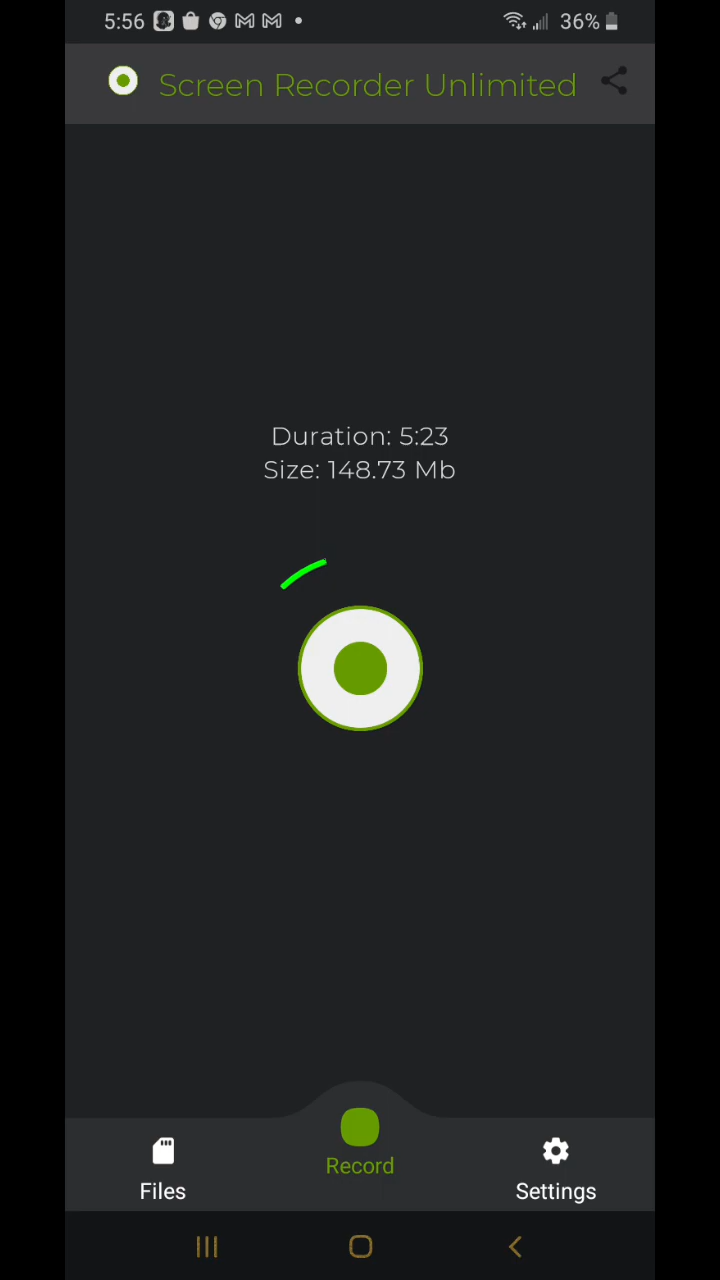 5:56 36%
Screen Recorder Unlimited
Duration: 5:23
Size: 148.73 Mb
Record
Files Settings